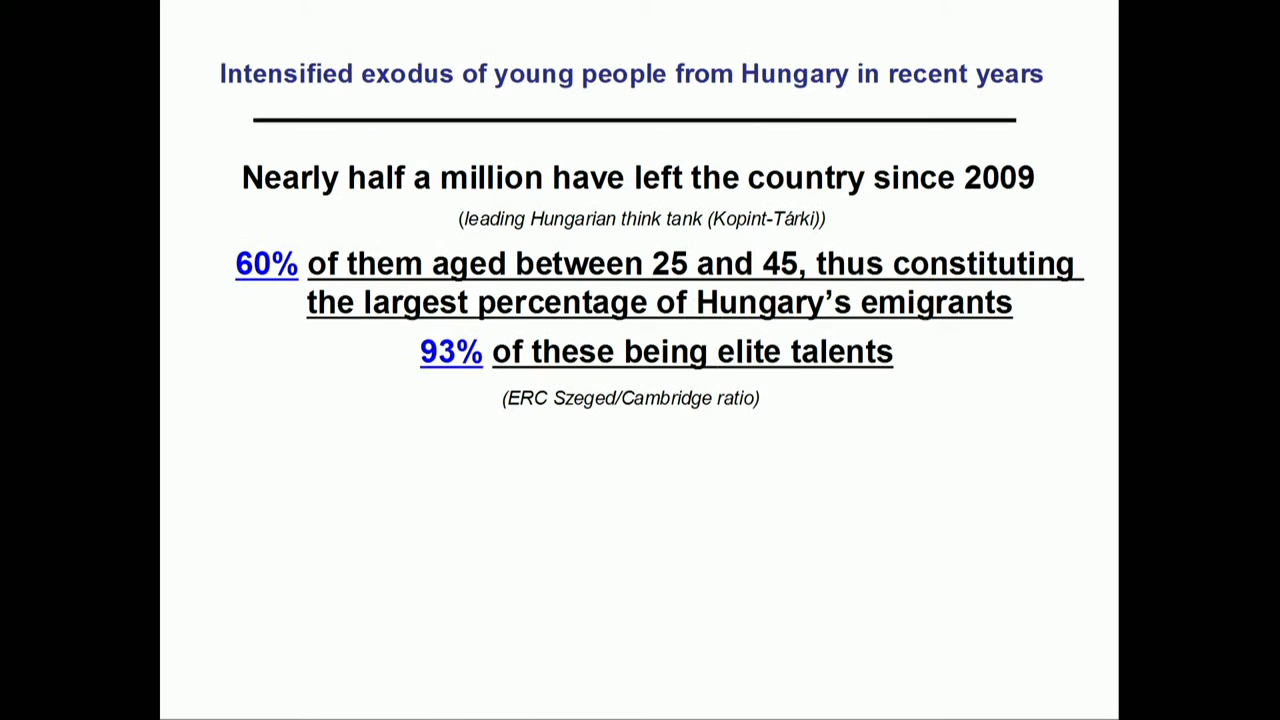 Intensified exodus of young people from Hungary in recent years
Nearly half a million have left the country since 2009
(leading Hungarian think tank (Kopint-Tárki))
60% of them aged between 25 and 45, thus constituting
the largest percentage of Hungary’s emigrants
93% of these being elite talents
(ERC Szeged/Cambridge ratio)